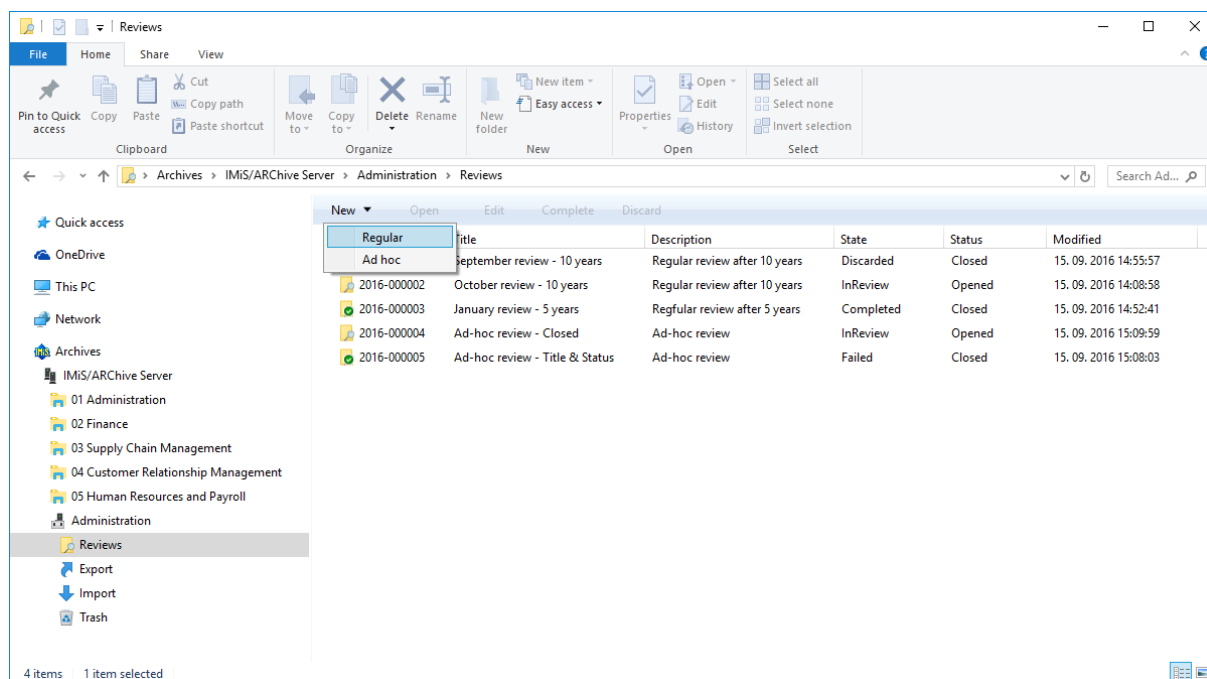 Reviews
File Home Share View
Pin to Quick access Copy Paste Cut Copy path Paste shortcut Move to Copy to Delete Rename New folder New item Easy access Properties Open Edit History Select all Select none Invert selection
Clipboard Organize New Open Select
Archives > IMiS/ARChive Server > Administration > Reviews Search Ad...
New Open Edit Complete Discard
Regular
Ad hoc
Quick access
OneDrive
This PC
Network
Archives
IMiS/ARChive Server
01 Administration
02 Finance
03 Supply Chain Management
04 Customer Relationship Management
05 Human Resources and Payroll
Administration
Reviews
Export
Import
Trash
Title Description State Status Modified
September review - 10 years Regular review after 10 years Discarded Closed 15. 09. 2016 14:55:57
2016-000002 October review - 10 years Regular review after 10 years InReview Opened 15. 09. 2016 14:08:58
2016-000003 January review - 5 years Regfular review after 5 years Completed Closed 15. 09. 2016 14:52:41
2016-000004 Ad-hoc review - Closed Ad-hoc review InReview Opened 15. 09. 2016 15:09:59
2016-000005 Ad-hoc review - Title & Status Ad-hoc review Failed Closed 15. 09. 2016 15:08:03
4 items 1 item selected